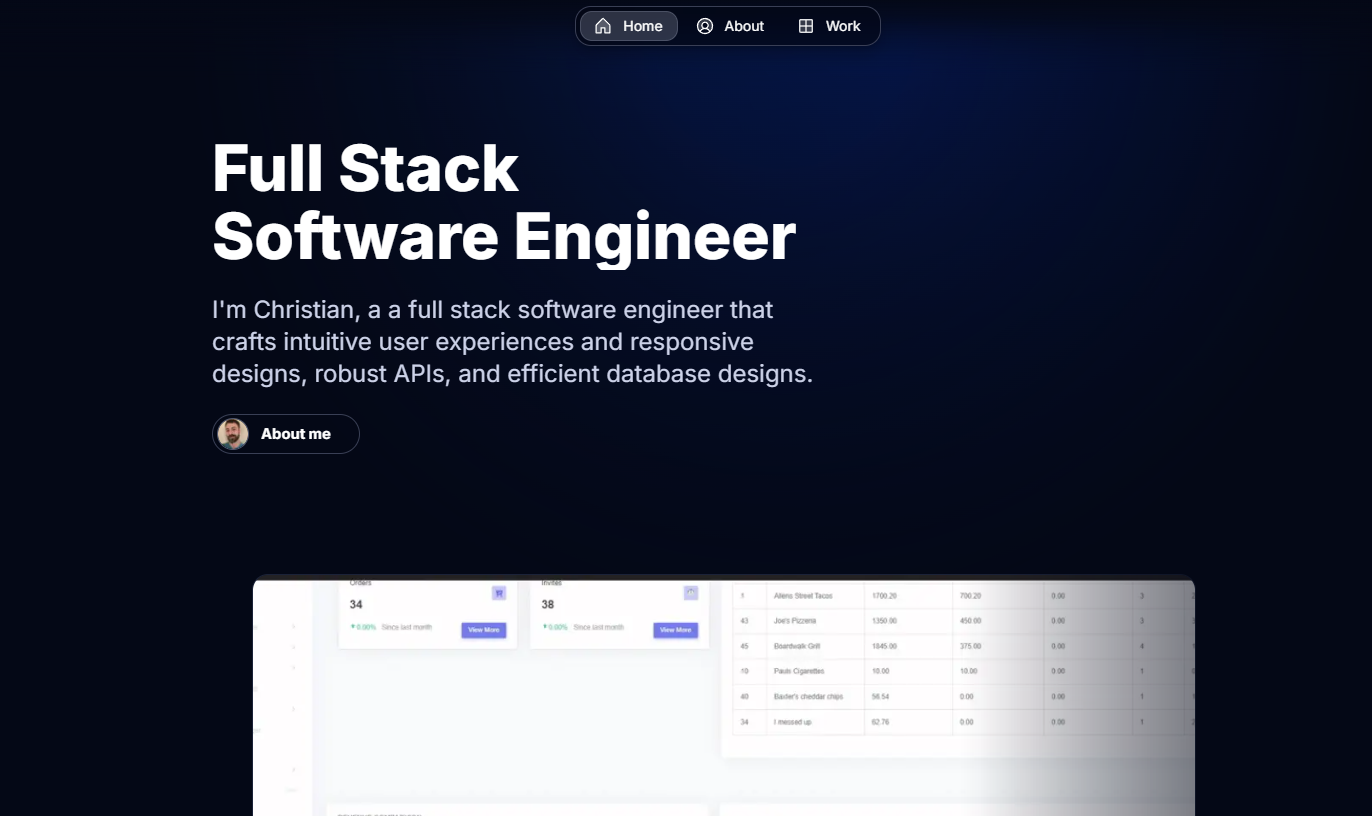 Home About Work
Full Stack
Software Engineer
I'm Christian, a a full stack software engineer that
crafts intuitive user experiences and responsive
designs, robust APIs, and efficient database designs.
About me
Orders
Invites
34
38
0.00% Since last month View More
0.00% Since last month View More
1 Aliens Street Tacos 1700.20 700.20 0.00 3
43 Joe's Pizzeria 1350.00 450.00 0.00 3
45 Boardwalk Grill 1845.00 375.00 0.00 4
10 Paulo Cigarettes 10.00 10.00 0.00 1
40 Baxter's cheddar chips 56.54 0.00 0.00 1
34 I messed up 62.76 0.00 0.00 1